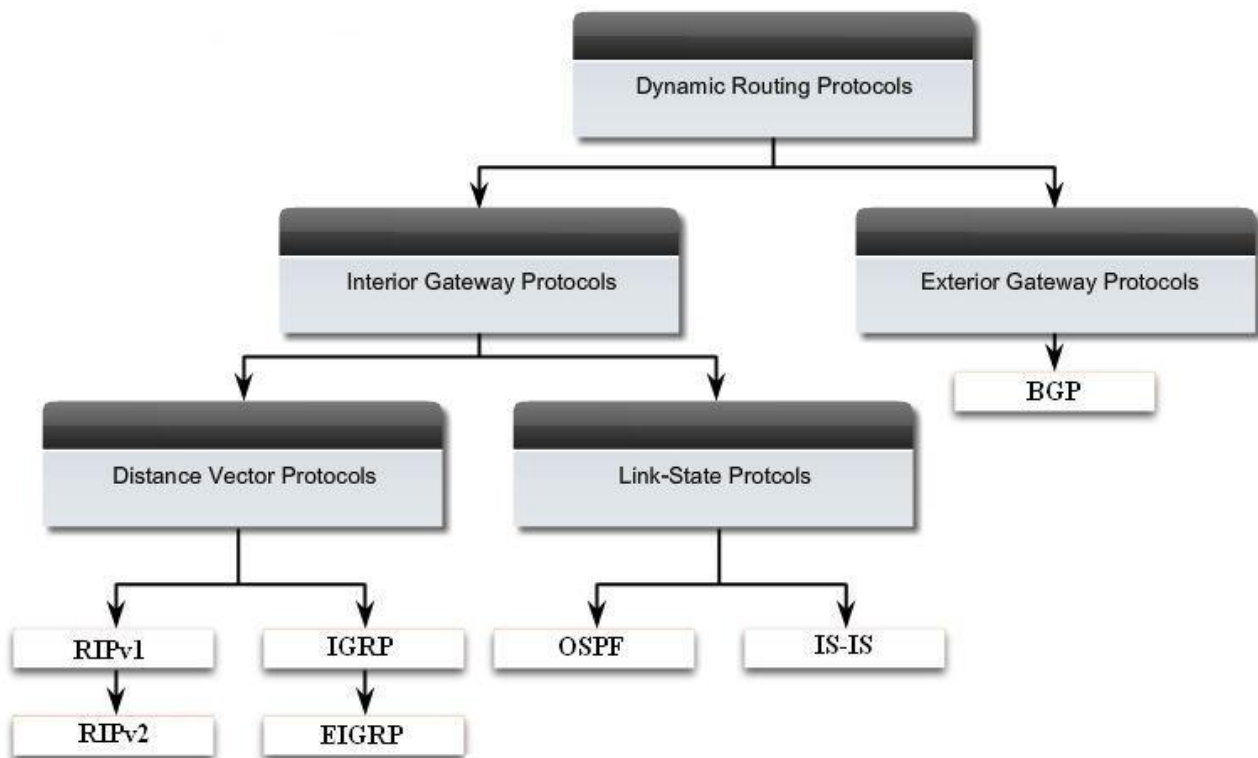 Dynamic Routing Protocols
Interior Gateway Protocols
Exterior Gateway Protocols
BGP
Distance Vector Protocols
Link-State Protcols
RIPv1
IGRP
OSPF
IS-IS
RIPv2
EIGRP